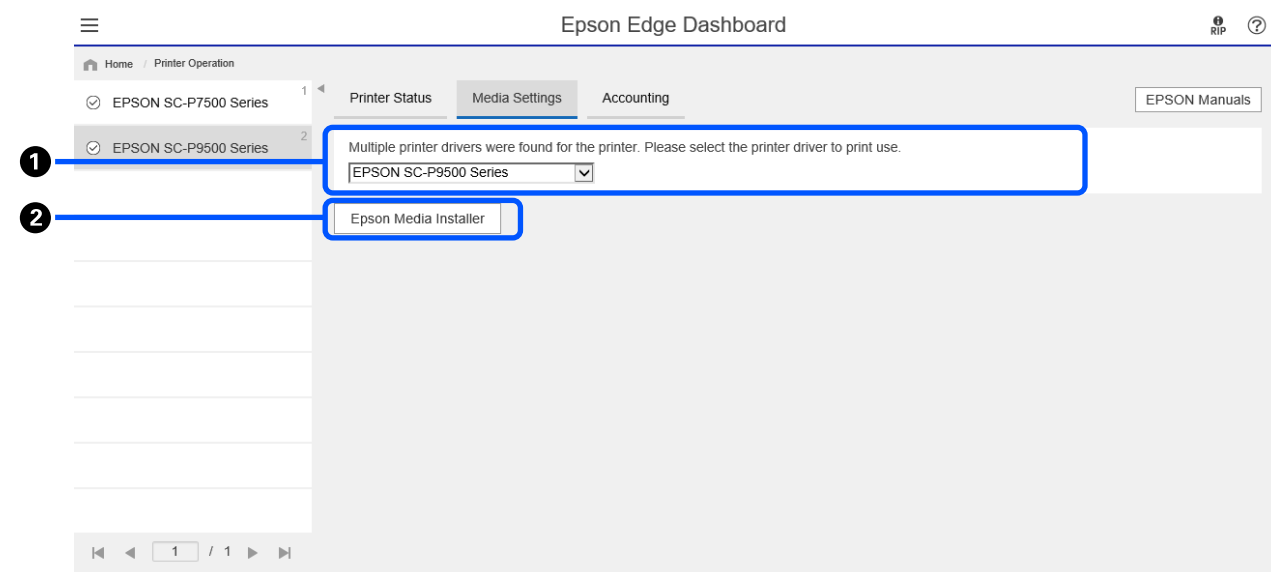 Epson Edge Dashboard
RIP
?
Home / Printer Operation
EPSON SC-P7500 Series 1
EPSON SC-P9500 Series 2
Printer Status Media Settings Accounting
EPSON Manuals
1
Multiple printer drivers were found for the printer. Please select the printer driver to print use.
EPSON SC-P9500 Series
2
Epson Media Installer
1 / 1